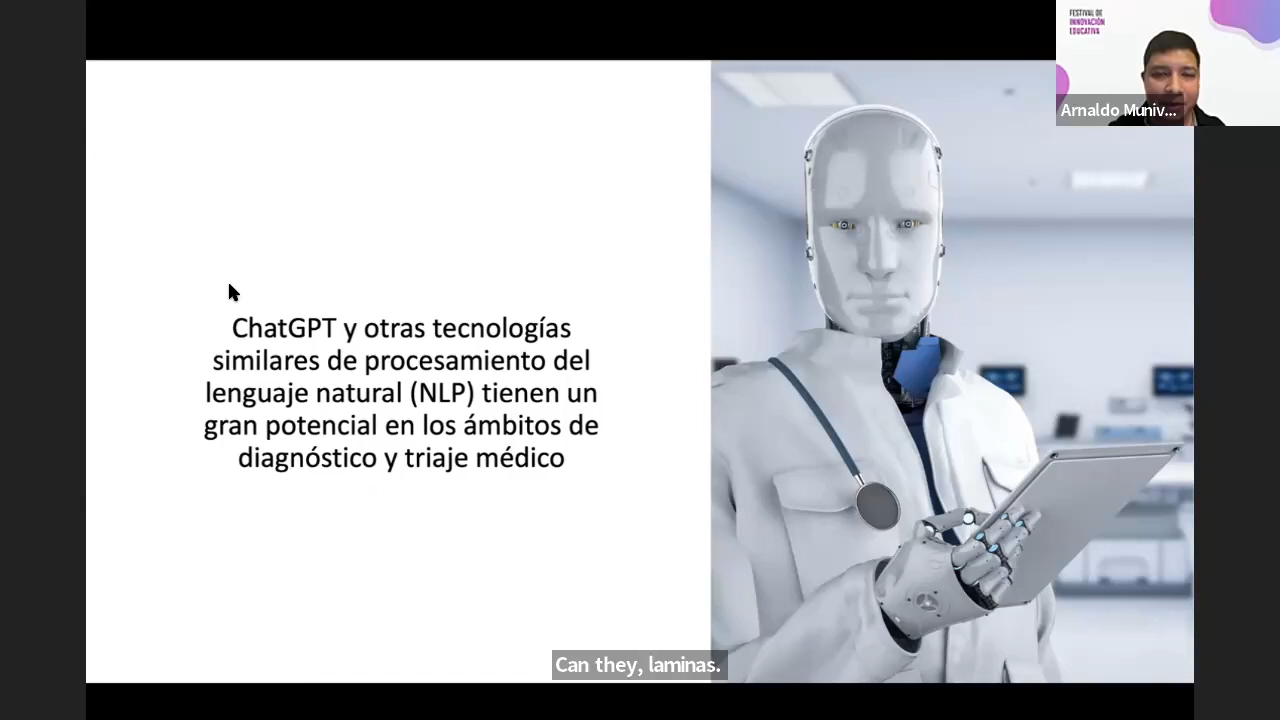 FESTIVAL DE
INNOVACIÓN
EDUCATIVA
Arnaldo Muniv...
ChatGPT y otras tecnologías
similares de procesamiento del
lenguaje natural (NLP) tienen un
gran potencial en los ámbitos de
diagnóstico y triaje médico
Can they, laminas.